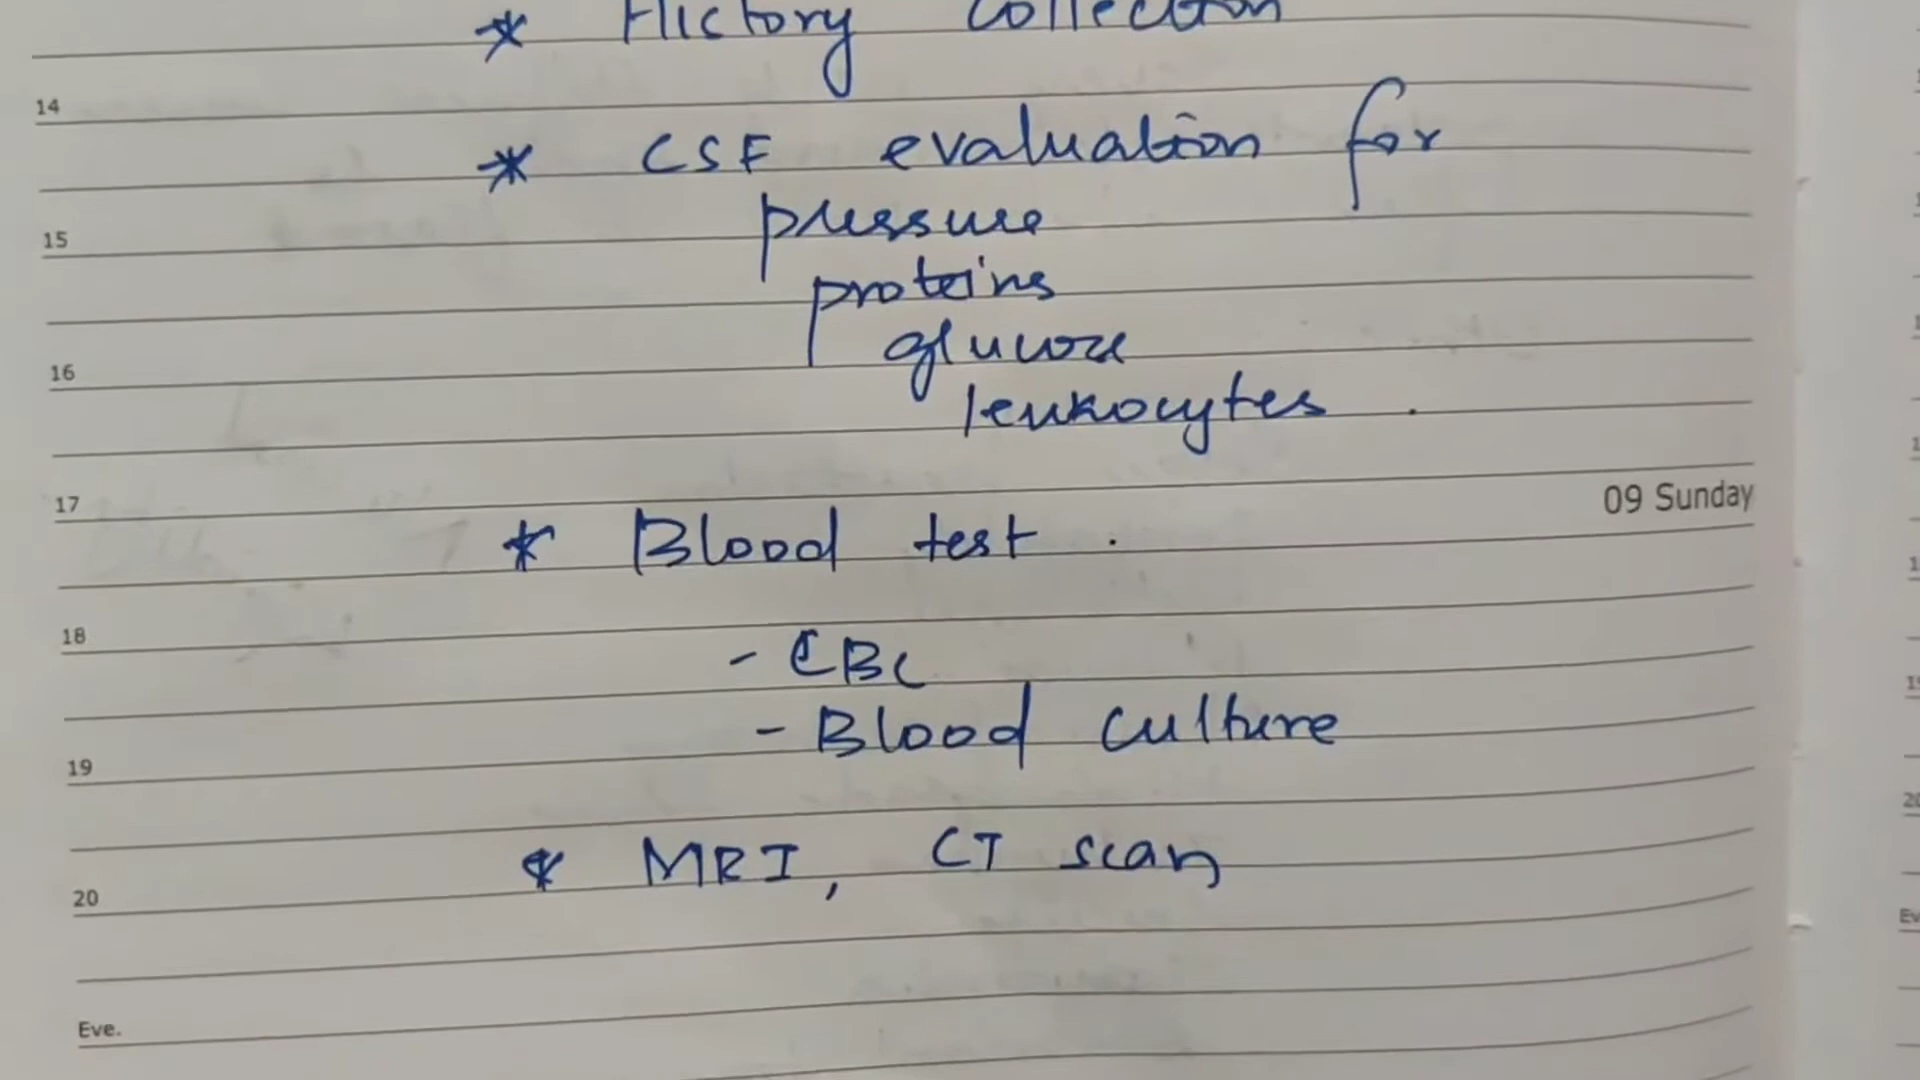 * History collection
14
* CSF evaluation for
15
pressure
proteins
16
glucose
leukocytes .
17
09 Sunday
* Blood test .
18
- CBC
- Blood culture
19
* MRI, CT scan
20
Eve.